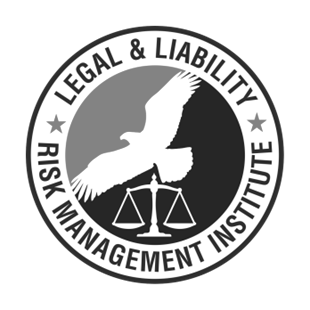 LEGAL & LIABILITY
RISK MANAGEMENT INSTITUTE